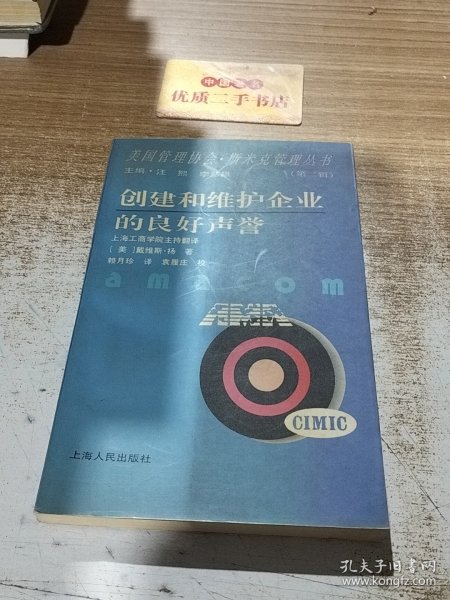 优质二手书店
美国管理协会·斯米克管理丛书
主编·汪熙
(第二辑)
创建和维护企业
的良好声誉
上海工商学院主持翻译
〔美〕戴维斯·扬 著
赖月珍 译 袁履庄 校
amacom
CIMIC
上海人民出版社
孔夫子旧书网
www.kongfz.com